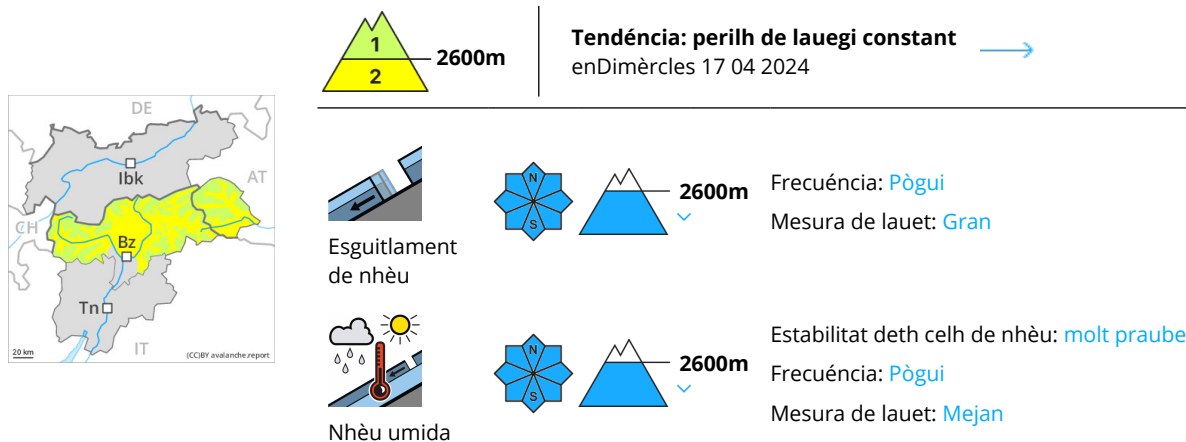 1
2
2600m
Tendéncia: perilh de lauegi constant
enDimèrcles 17 04 2024
DE
Ibk
AT
CH
Bz
Tn
IT
20 km
(CC)BY avalanche.report
N
S
2600m
Frecuéncia: Pògui
Mesura de lauet: Gran
Esguitlament
de nhèu
N
S
2600m
Estabilitat deth celh de nhèu: molt praube
Frecuéncia: Pògui
Mesura de lauet: Mejan
Nhèu umida